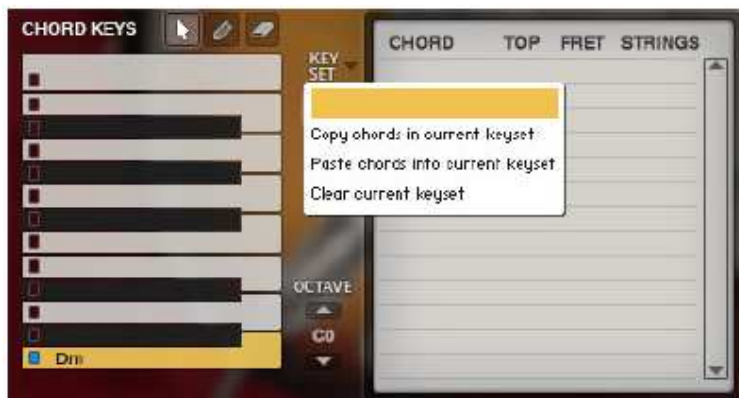 CHORD KEYS
KEY SET
CHORD TOP FRET STRINGS
Copy chords in current keyset
Paste chords into current keyset
Clear current keyset
OCTAVE
C0
Dm